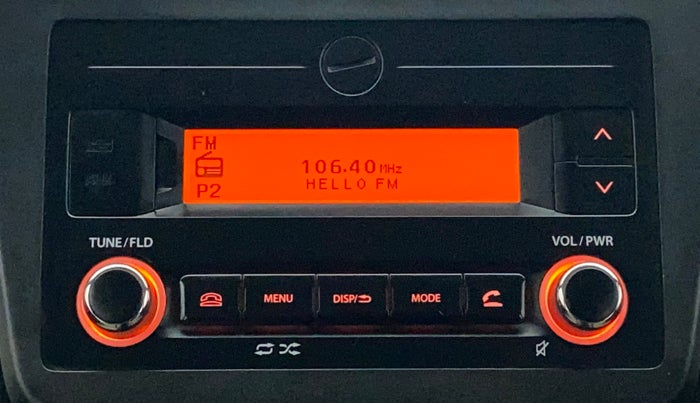 FM
106.40 MHz
HELLO FM
P2
TUNE/FLD
VOL/PWR
MENU
DISP/
MODE